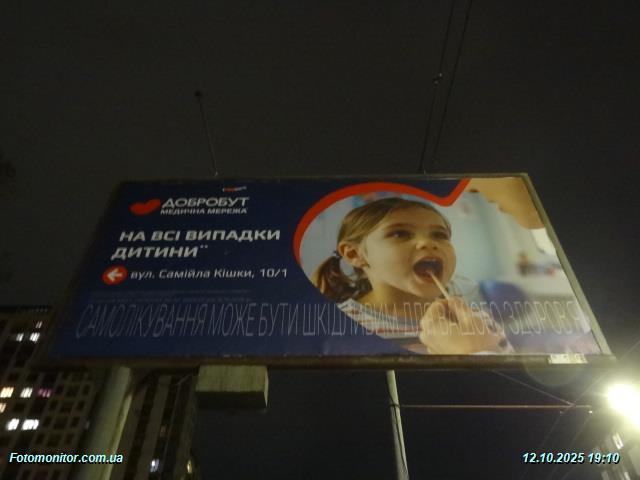 ДОБРОБУТ
МЕДИЧНА МЕРЕЖА
НА ВСІ ВИПАДКИ
ДИТИНИ**
вул. Самійла Кішки, 10/1
САМОЛІКУВАННЯ МОЖЕ БУТИ ШКІДЛИВИМ ДЛЯ ВАШОГО ЗДОРОВ'Я
Fotomonitor.com.ua
12.10.2025 19:10